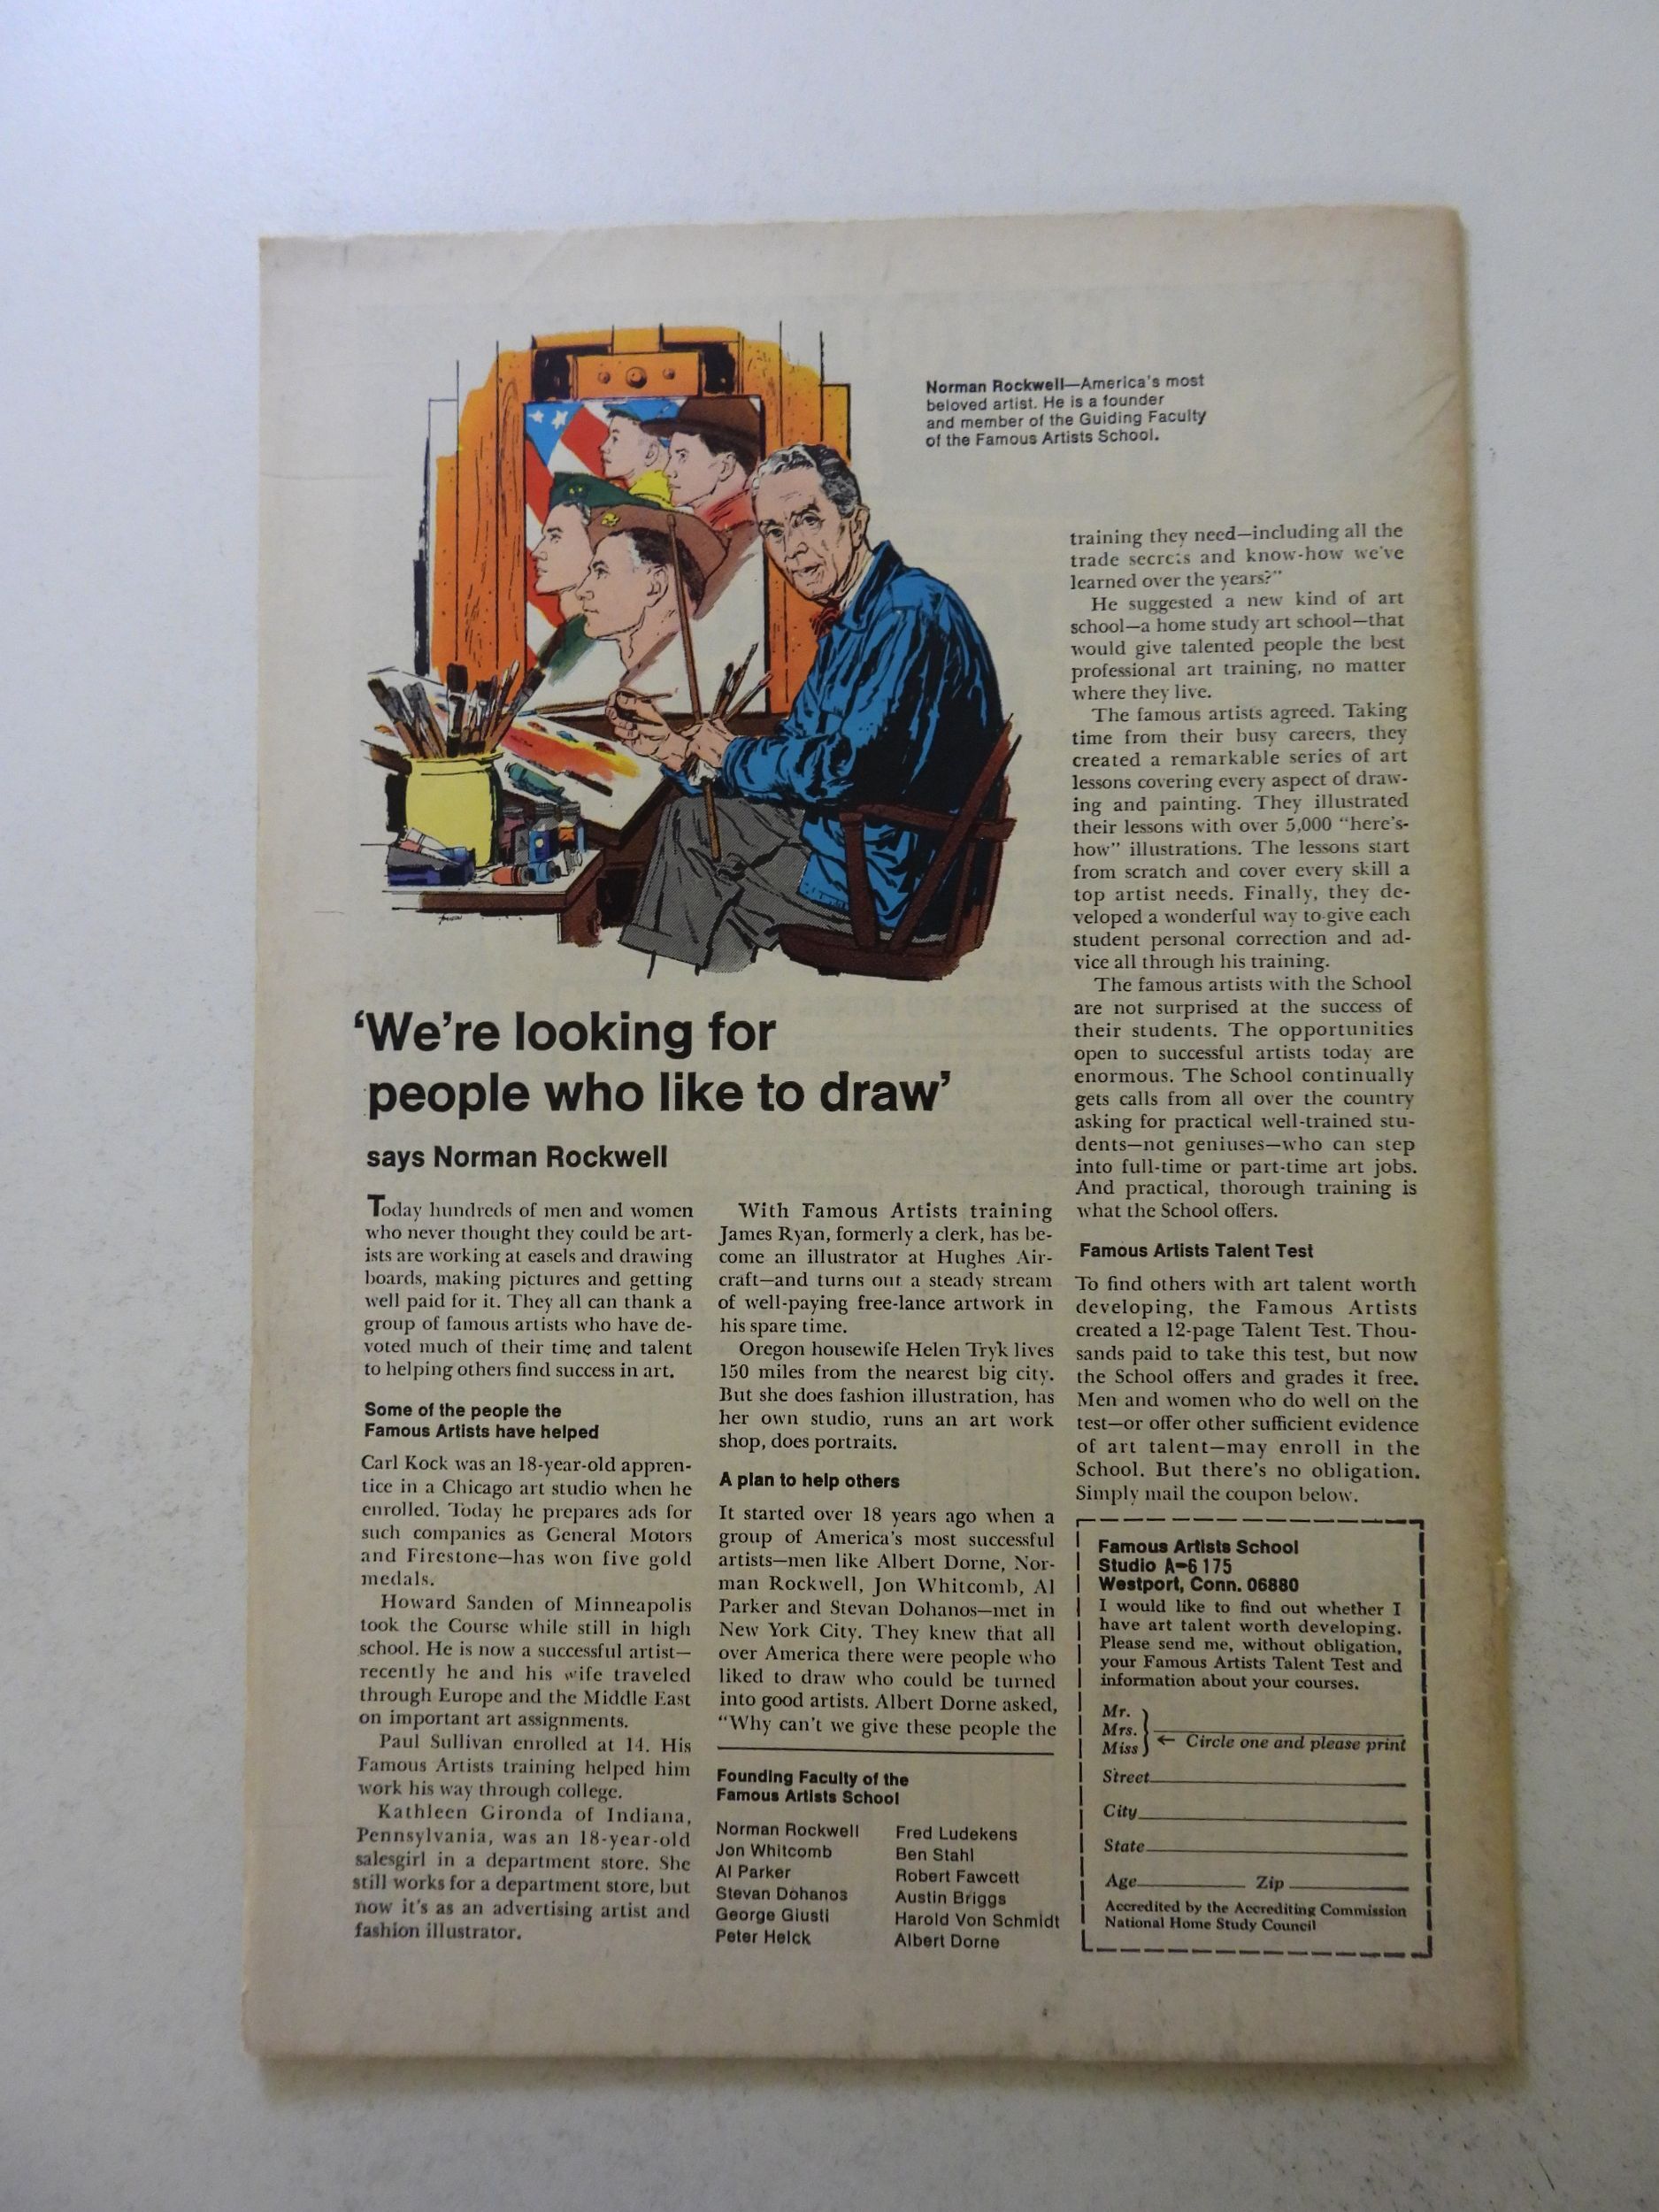 Norman Rockwell—America's most
beloved artist. He is a founder
and member of the Guiding Faculty
of the Famous Artists School.
'We're looking for
people who like to draw'
says Norman Rockwell
Today hundreds of men and women
who never thought they could be art-
ists are working at easels and drawing
boards, making pictures and getting
well paid for it. They all can thank a
group of famous artists who have de-
voted much of their time and talent
to helping others find success in art.
Some of the people the
Famous Artists have helped
Carl Kock was an 18-year-old appren-
tice in a Chicago art studio when he
enrolled. Today he prepares ads for
such companies as General Motors
and Firestone—has won five gold
medals.
Howard Sanden of Minneapolis
took the Course while still in high
school. He is now a successful artist—
recently he and his wife traveled
through Europe and the Middle East
on important art assignments.
Paul Sullivan enrolled at 14. His
Famous Artists training helped him
work his way through college.
Kathleen Gironda of Indiana,
Pennsylvania, was an 18-year-old
salesgirl in a department store. She
still works for a department store, but
now it's as an advertising artist and
fashion illustrator.
With Famous Artists training
James Ryan, formerly a clerk, has be-
come an illustrator at Hughes Air-
craft—and turns out a steady stream
of well-paying free-lance artwork in
his spare time.
Oregon housewife Helen Tryk lives
150 miles from the nearest big city.
But she does fashion illustration, has
her own studio, runs an art work
shop, does portraits.
A plan to help others
It started over 18 years ago when a
group of America's most successful
artists—men like Albert Dorne, Nor-
man Rockwell, Jon Whitcomb, Al
Parker and Stevan Dohanos—met in
New York City. They knew that all
over America there were people who
liked to draw who could be turned
into good artists. Albert Dorne asked,
"Why can't we give these people the
Founding Faculty of the
Famous Artists School
Norman Rockwell
Jon Whitcomb
Al Parker
Stevan Dohanos
George Giusti
Peter Helck
Fred Ludekens
Ben Stahl
Robert Fawcett
Austin Briggs
Harold Von Schmidt
Albert Dorne
training they need—including all the
trade secrets and know-how we've
learned over the years?"
He suggested a new kind of art
school—a home study art school—that
would give talented people the best
professional art training, no matter
where they live.
The famous artists agreed. Taking
time from their busy careers, they
created a remarkable series of art
lessons covering every aspect of draw-
ing and painting. They illustrated
their lessons with over 5,000 "here's-
how" illustrations. The lessons start
from scratch and cover every skill a
top artist needs. Finally, they de-
veloped a wonderful way to give each
student personal correction and ad-
vice all through his training.
The famous artists with the School
are not surprised at the success of
their students. The opportunities
open to successful artists today are
enormous. The School continually
gets calls from all over the country
asking for practical well-trained stu-
dents—not geniuses—who can step
into full-time or part-time art jobs.
And practical, thorough training is
what the School offers.
Famous Artists Talent Test
To find others with art talent worth
developing, the Famous Artists
created a 12-page Talent Test. Thou-
sands paid to take this test, but now
the School offers and grades it free.
Men and women who do well on the
test—or offer other sufficient evidence
of art talent—may enroll in the
School. But there's no obligation.
Simply mail the coupon below.
Famous Artists School
Studio A-6175
Westport, Conn. 06880
I would like to find out whether I
have art talent worth developing.
Please send me, without obligation,
your Famous Artists Talent Test and
information about your courses.
Mr.
Mrs.
Miss ← Circle one and please print
Street
City
State
Age Zip
Accredited by the Accrediting Commission
National Home Study Council